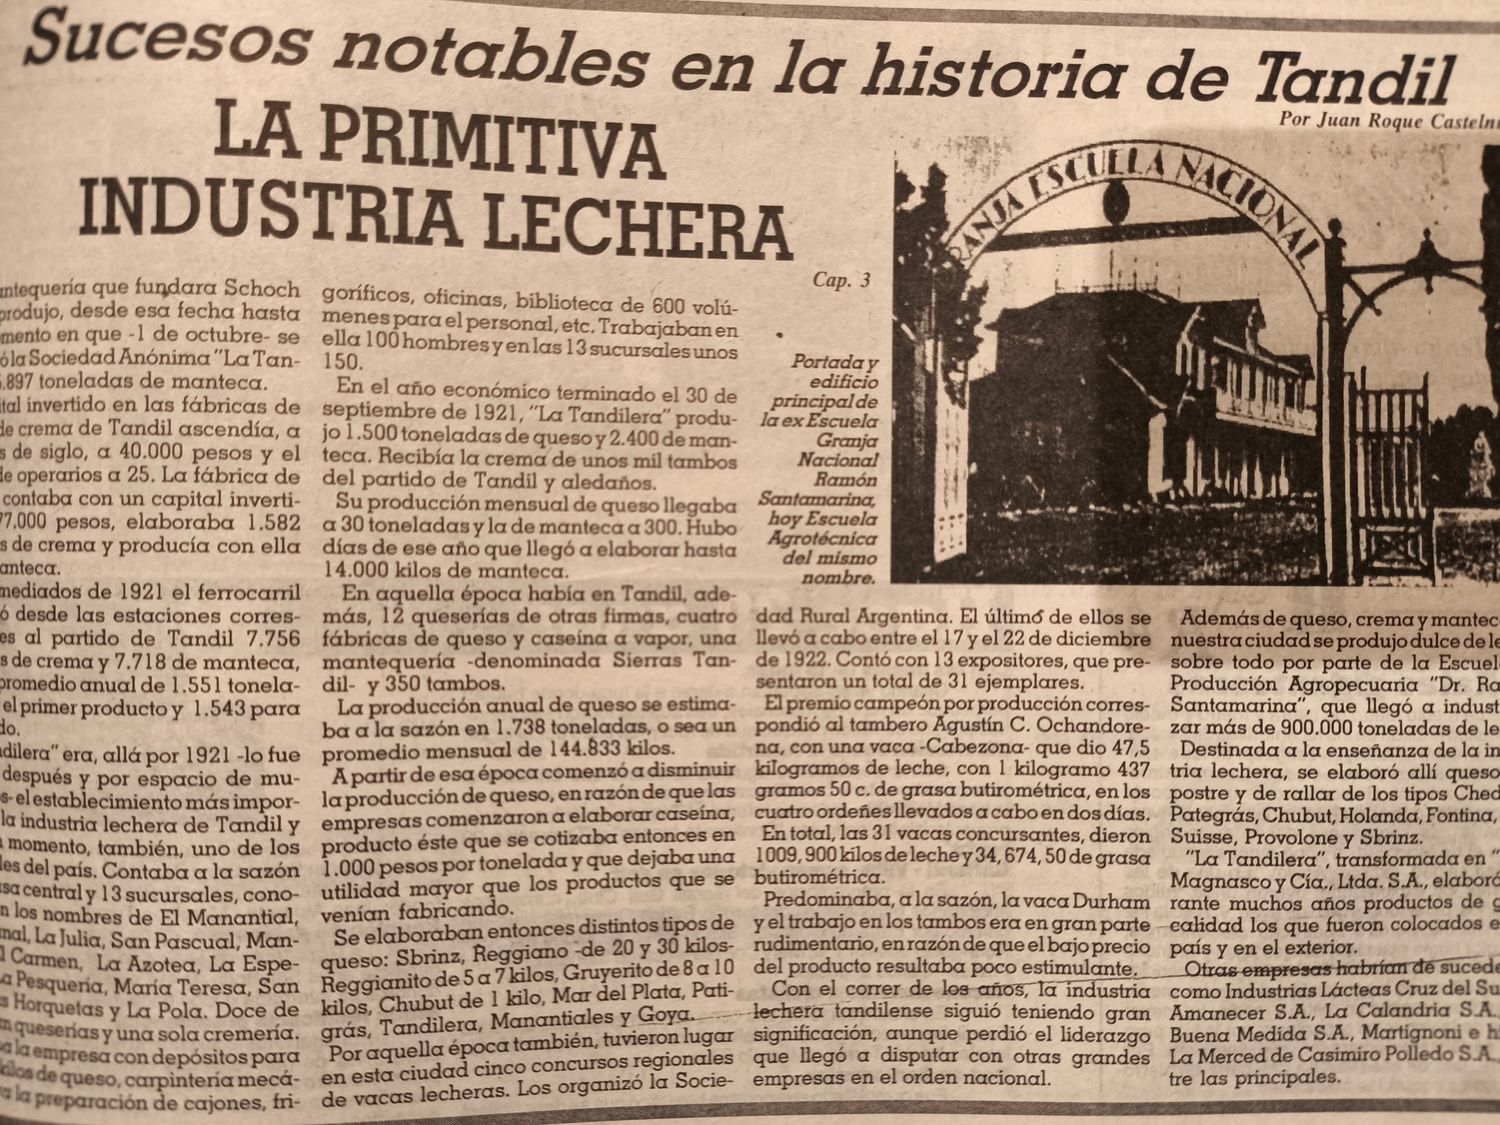 Sucesos notables en la historia de Tandil
Por Juan Roque
LA PRIMITIVA
INDUSTRIA LECHERA
Cap. 3
que fundara Schoch
produjo, desde esa fecha hasta
en que -1 de octubre- se
la Sociedad Anónima "La Tan-
.897 toneladas de manteca.
invertido en las fábricas de
de crema de Tandil ascendía, a
de siglo, a 40.000 pesos y el
de operarios a 25. La fábrica de
contaba con un capital inverti-
77.000 pesos, elaboraba 1.582
s de crema y producía con ella
mediados de 1921 el ferrocarril
ó desde las estaciones corres-
es al partido de Tandil 7.756
s de crema y 7.718 de manteca,
promedio anual de 1.551 tonela-
el primer producto y 1.543 para
do.
era, allá por 1921 -lo fue
después y por espacio de mu-
el establecimiento más impor-
la industria lechera de Tandil y
momento, también, uno de los
les del país. Contaba a la sazón
central y 13 sucursales, cono-
n los nombres de El Manantial,
La Julia, San Pascual, Man-
Carmen, La Azotea, La Espe-
Pesquería, María Teresa, San
Horquetas y La Pola. Doce de
queserías y una sola cremería.
la empresa con depósitos para
kilos de queso, carpintería mecá-
la preparación de cajones, fri-
goríficos, oficinas, biblioteca de 600 volú-
menes para el personal, etc. Trabajaban en
ella 100 hombres y en las 13 sucursales unos
150.
En el año económico terminado el 30 de
septiembre de 1921, "La Tandilera" produ-
jo 1.500 toneladas de queso y 2.400 de man-
teca. Recibía la crema de unos mil tambos
del partido de Tandil y aledaños.
Su producción mensual de queso llegaba
a 30 toneladas y la de manteca a 300. Hubo
días de ese año que llegó a elaborar hasta
14.000 kilos de manteca.
En aquella época había en Tandil, ade-
más, 12 queserías de otras firmas, cuatro
fábricas de queso y caseína a vapor, una
mantequería -denominada Sierras Tan-
dil- y 350 tambos.
La producción anual de queso se estima-
ba a la sazón en 1.738 toneladas, o sea un
promedio mensual de 144.833 kilos.
A partir de esa época comenzó a disminuir
la producción de queso, en razón de que las
empresas comenzaron a elaborar caseína,
producto éste que se cotizaba entonces en
1.000 pesos por tonelada y que dejaba una
utilidad mayor que los productos que se
venían fabricando.
Se elaboraban entonces distintos tipos de
queso: Sbrinz, Reggiano -de 20 y 30 kilos-
Reggianito de 5 a 7 kilos, Gruyerito de 8 a 10
kilos, Chubut de 1 kilo, Mar del Plata, Pati-
grás, Tandilera, Manantiales y Goya.
Por aquella época también, tuvieron lugar
en esta ciudad cinco concursos regionales
de vacas lecheras. Los organizó la Socie-
Portada y
edificio
principal de
la ex Escuela
Granja
Nacional
Ramón
Santamarina,
hoy Escuela
Agrotécnica
del mismo
nombre.
RANJA ESCUELA NACIONAL
dad Rural Argentina. El último de ellos se
llevó a cabo entre el 17 y el 22 de diciembre
de 1922. Contó con 13 expositores, que pre-
sentaron un total de 31 ejemplares.
El premio campeón por producción corres-
pondió al tambero Agustín C. Ochandore-
na, con una vaca -Cabezona- que dio 47,5
kilogramos de leche, con 1 kilogramo 437
gramos 50 c. de grasa butirométrica, en los
cuatro ordeñes llevados a cabo en dos días.
En total, las 31 vacas concursantes, dieron
1009, 900 kilos de leche y 34, 674, 50 de grasa
butirométrica.
Predominaba, a la sazón, la vaca Durham
y el trabajo en los tambos era en gran parte
rudimentario, en razón de que el bajo precio
del producto resultaba poco estimulante.
Con el correr de los años, la industria
lechera tandilense siguió teniendo gran
significación, aunque perdió el liderazgo
que llegó a disputar con otras grandes
empresas en el orden nacional.
Además de queso, crema y mantec
nuestra ciudad se produjo dulce de le
sobre todo por parte de la Escuel
Producción Agropecuaria "Dr. Ra
Santamarina", que llegó a indust
zar más de 900.000 toneladas de le
Destinada a la enseñanza de la in
tria lechera, se elaboró allí queso
postre y de rallar de los tipos Ched
Pategrás, Chubut, Holanda, Fontina,
Suisse, Provolone y Sbrinz.
"La Tandilera", transformada en "
Magnasco y Cía., Ltda. S.A., elaboró
rante muchos años productos de g
calidad los que fueron colocados e
país y en el exterior.
Otras empresas habrían de sucede
como Industrias Lácteas Cruz del Su
Amanecer S.A., La Calandria S.A.
Buena Medida S.A., Martignoni e h
La Merced de Casimiro Polledo S.A.
tre las principales.